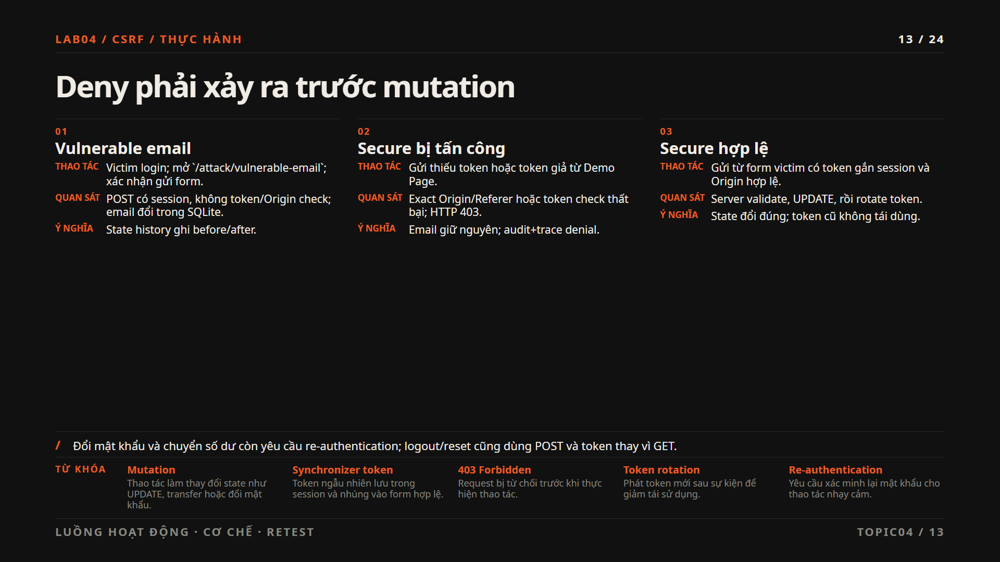 LAB04 / CSRF / THỰC HÀNH
13 / 24
Deny phải xảy ra trước mutation
01
Vulnerable email
THAO TÁC Victim login; mở `/attack/vulnerable-email`;
xác nhận gửi form.
QUAN SÁT POST có session, không token/Origin check;
email đổi trong SQLite.
Ý NGHĨA State history ghi before/after.
02
Secure bị tấn công
THAO TÁC Gửi thiếu token hoặc token giả từ Demo
Page.
QUAN SÁT Exact Origin/Referer hoặc token check thất
bại; HTTP 403.
Ý NGHĨA Email giữ nguyên; audit+trace denial.
03
Secure hợp lệ
THAO TÁC Gửi từ form victim có token gắn session và
Origin hợp lệ.
QUAN SÁT Server validate, UPDATE, rồi rotate token.
Ý NGHĨA State đổi đúng; token cũ không tái dùng.
/ Đổi mật khẩu và chuyển số dư còn yêu cầu re-authentication; logout/reset cũng dùng POST và token thay vì GET.
TỪ KHÓA
Mutation
Thao tác làm thay đổi state như
UPDATE, transfer hoặc đổi mật
khẩu.
Synchronizer token
Token ngẫu nhiên lưu trong
session và nhúng vào form hợp lệ.
403 Forbidden
Request bị từ chối trước khi thực
hiện thao tác.
Token rotation
Phát token mới sau sự kiện để
giảm tái sử dụng.
Re-authentication
Yêu cầu xác minh lại mật khẩu cho
thao tác nhạy cảm.
LUỒNG HOẠT ĐỘNG · CƠ CHẾ · RETEST
TOPIC04 / 13